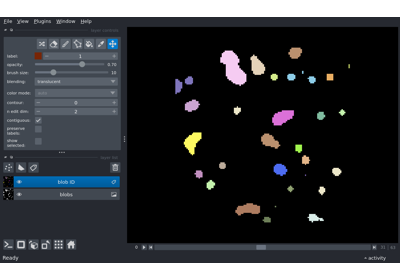 File View Plugins Window Help
label: 1
opacity: 0.70
brush size: 10
blending: translucent
color mode:
contour: 0
n edit dim: 2
contiguous:
preserve
labels:
show
selected:
blob ID
blobs
Ready
activity